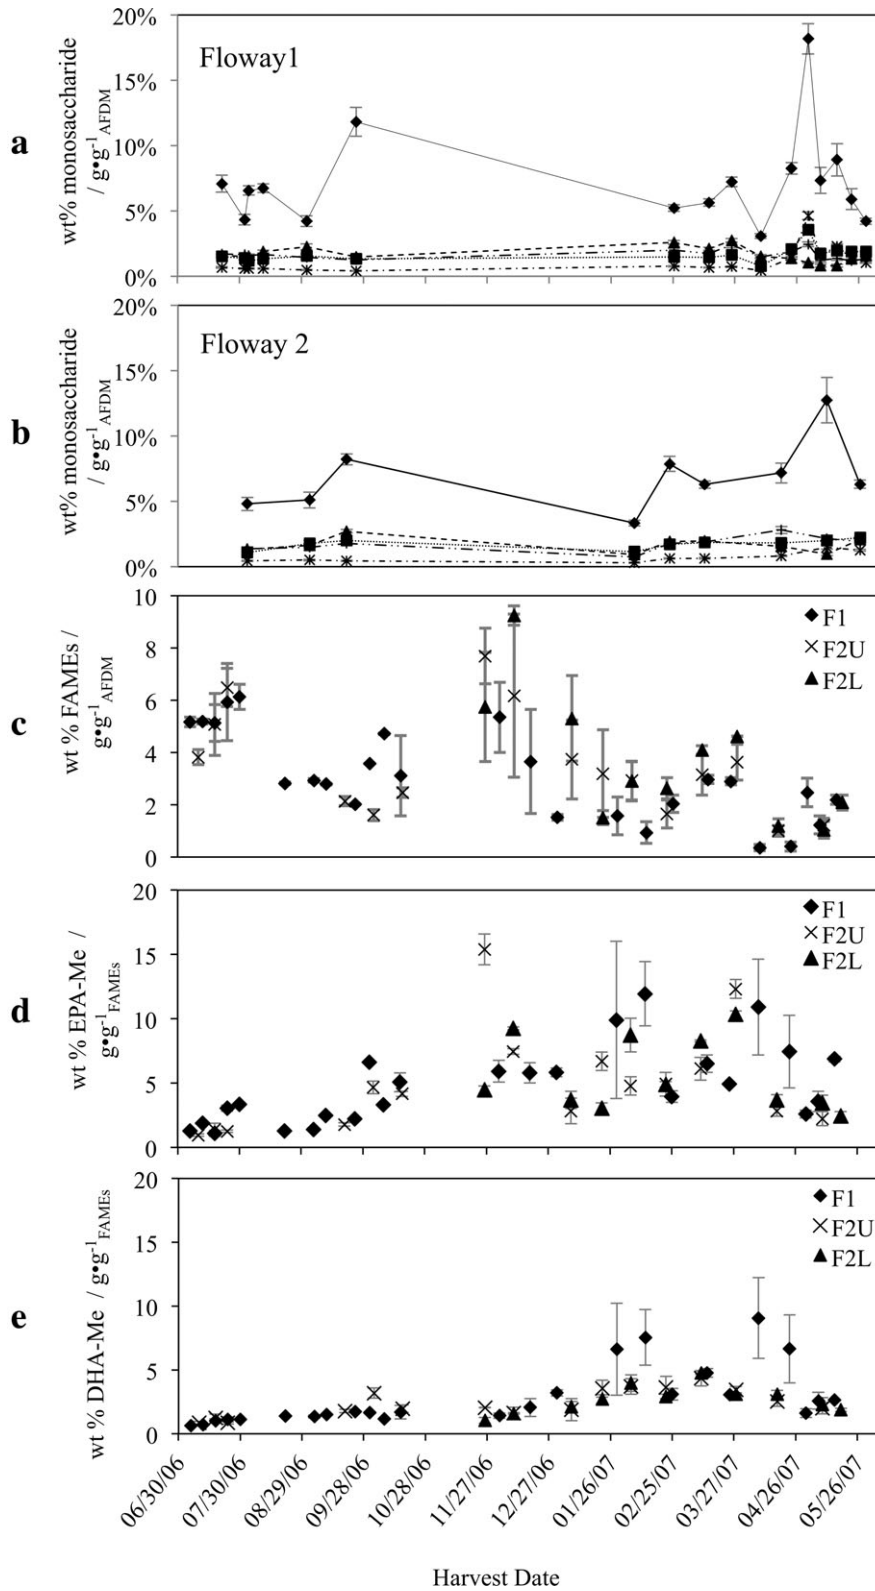 a
wt% monosaccharide
/ g•g⁻¹AFDM
20%
15%
10%
5%
0%
Floway1
b
wt% monosaccharide
/ g•g⁻¹AFDM
20%
15%
10%
5%
0%
Floway 2
c
wt % FAMEs /
g•g⁻¹AFDM
10
8
6
4
2
0
F1
F2U
F2L
d
wt % EPA-Me /
g•g⁻¹FAMEs
20
15
10
5
0
F1
F2U
F2L
e
wt % DHA-Me / g•g⁻¹FAMEs
20
15
10
5
0
F1
F2U
F2L
06/30/06
07/30/06
08/29/06
09/28/06
10/28/06
11/27/06
12/27/06
01/26/07
02/25/07
03/27/07
04/26/07
05/26/07
Harvest Date